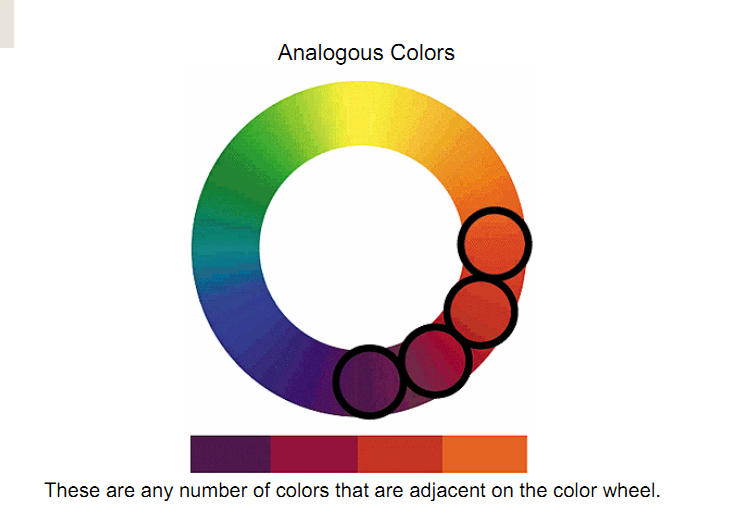 Analogous Colors
These are any number of colors that are adjacent on the color wheel.